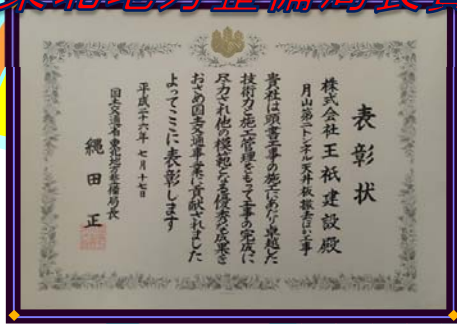 東北地方整備局長
表彰状
株式会社 王祇建設殿
月山第二トンネル天井板撤去ほか工事
貴社は頭書工事の施工にあたり卓越した
技術力と施工管理をもって工事の完成に
尽力され他の模範となる優秀な成果を
おさめ国土交通事業に貢献されました
よってここに表彰します
平成二十六年 七月十七日
国土交通省東北地方整備局長
縄田 正